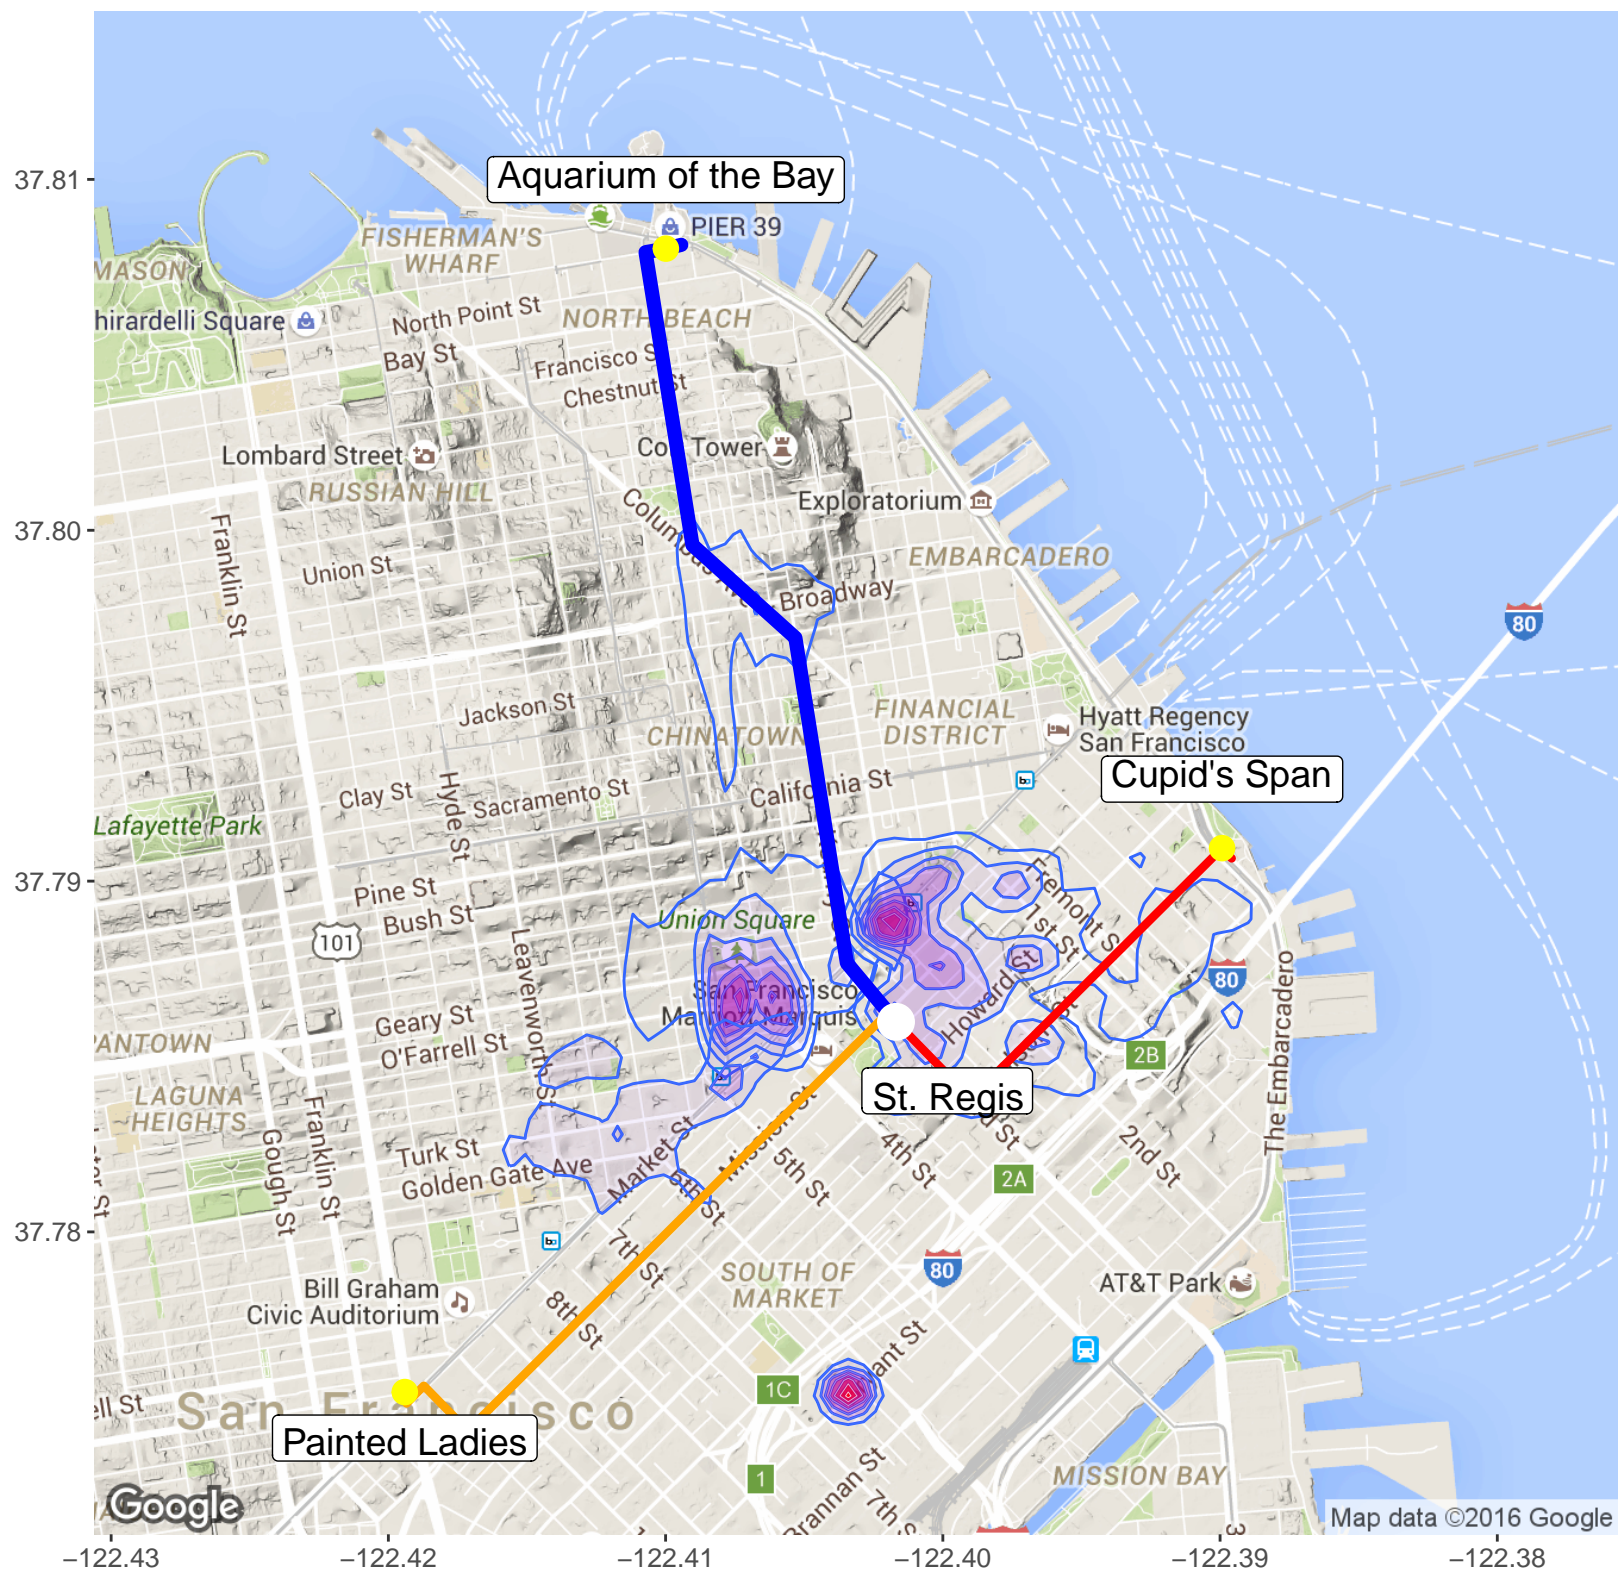 37.81
37.80
37.79
37.78
−122.43
−122.42
−122.41
−122.40
−122.39
−122.38
Aquarium of the Bay
PIER 39
FISHERMAN'S
WHARF
MASON
hirardelli Square
North Point St
NORTH BEACH
Bay St
Francisco S
Chestnut St
Lombard Street
Tower
RUSSIAN HILL
Exploratorium
Franklin St
Union St
EMBARCADERO
Broadway
80
Jackson St
CHINATOWN
FINANCIAL
DISTRICT
Hyatt Regency
San Francisco
Cupid's Span
Clay St
Sacramento St
California St
Hyde St
Lafayette Park
Pine St
Bush St
Union Square
Fremont S
1st St
101
Leavenworth St
San Francisco
Marriott Marquis
Howard St
80
The Embarcadero
Geary St
O'Farrell St
PANTOWN
2B
LAGUNA
HEIGHTS
St. Regis
Franklin St
Gough St
Turk St
Golden Gate Ave
Market St
Mission St
5th St
4th St
2nd St
2A
6th St
7th St
8th St
SOUTH OF
MARKET
80
AT&T Park
Bill Graham
Civic Auditorium
ell St
San Francisco
1C
ant St
Painted Ladies
1
Brannan St
7th S
MISSION BAY
Google
Map data ©2016 Google